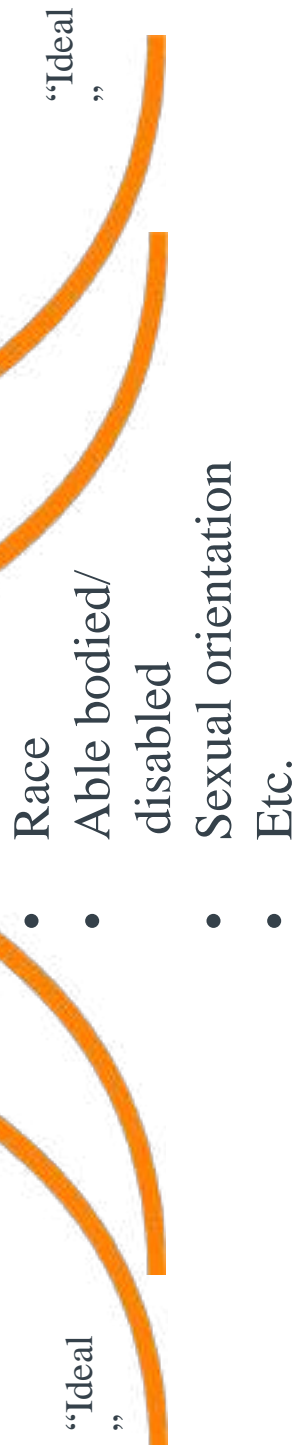 “Ideal
”
• Race
• Able bodied/
disabled
• Sexual orientation
• Etc.
“Ideal
”